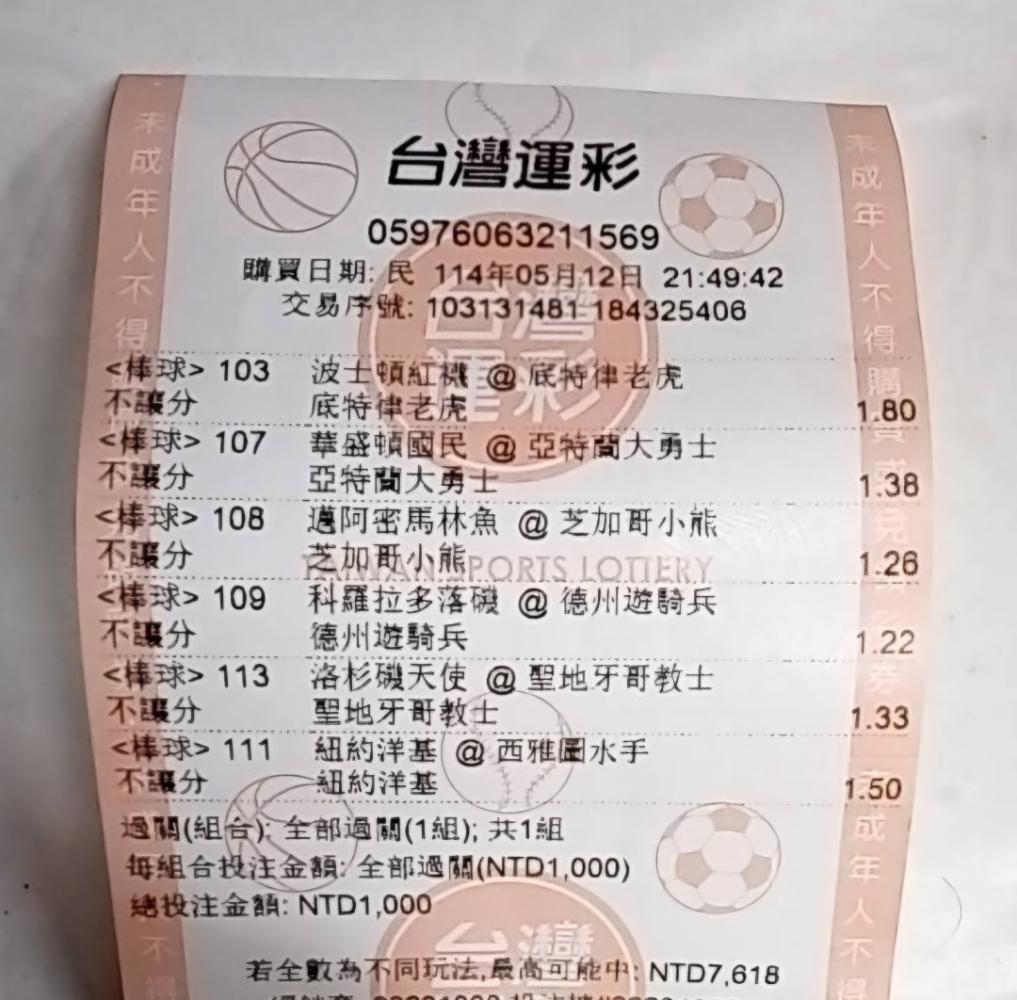 台灣運彩
05976063211569
購買日期: 民 114年05月12日 21:49:42
交易序號: 103131481 184325406
<棒球> 103 波士頓紅襪 @ 底特律老虎
不讓分 底特律老虎 1.80
<棒球> 107 華盛頓國民 @ 亞特蘭大勇士
不讓分 亞特蘭大勇士 1.38
<棒球> 108 邁阿密馬林魚 @ 芝加哥小熊
不讓分 芝加哥小熊 1.26
TAIWAN SPORTS LOTTERY
<棒球> 109 科羅拉多落磯 @ 德州遊騎兵
不讓分 德州遊騎兵 1.22
<棒球> 113 洛杉磯天使 @ 聖地牙哥教士
不讓分 聖地牙哥教士 1.33
<棒球> 111 紐約洋基 @ 西雅圖水手
不讓分 紐約洋基 1.50
過關(組合): 全部過關(1組); 共1組
每組合投注金額: 全部過關(NTD1,000)
總投注金額: NTD1,000
若全數為不同玩法,最高可能中: NTD7,618
台灣運彩
台灣
未成年人不得
未成年人不得購買或兌
成年人不得